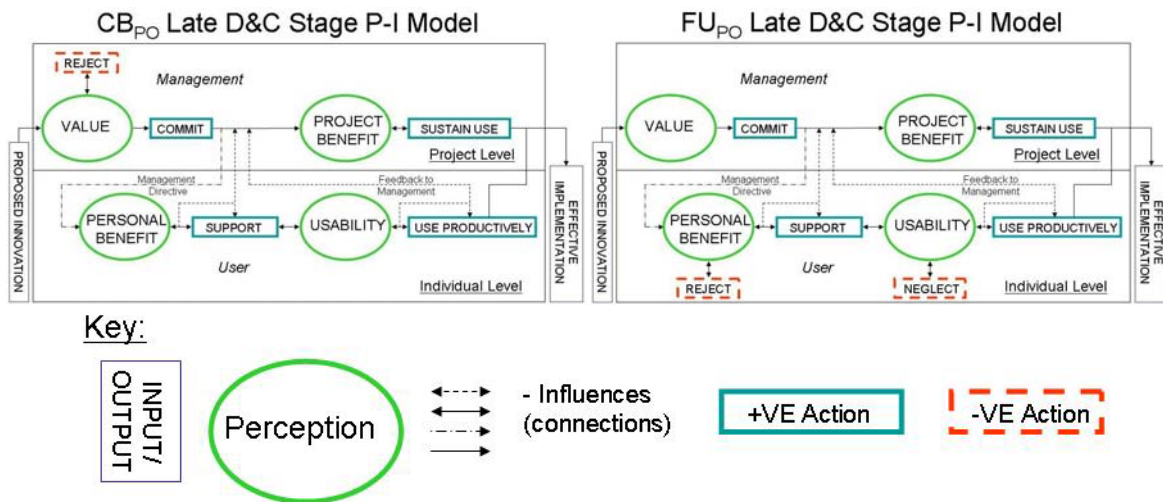 CBPO Late D&C Stage P-I Model
REJECT
Management
VALUE
COMMIT
PROJECT
BENEFIT
SUSTAIN USE
Project Level
PROPOSED INNOVATION
Management
Directive
Feedback to
Management
PERSONAL
BENEFIT
SUPPORT
USABILITY
USE PRODUCTIVELY
User
Individual Level
EFFECTIVE
IMPLEMENTATION
FUPO Late D&C Stage P-I Model
Management
VALUE
COMMIT
PROJECT
BENEFIT
SUSTAIN USE
Project Level
PROPOSED INNOVATION
Management
Directive
Feedback to
Management
PERSONAL
BENEFIT
SUPPORT
USABILITY
USE PRODUCTIVELY
User
REJECT
NEGLECT
Individual Level
EFFECTIVE
IMPLEMENTATION
Key:
INPUT/
OUTPUT
Perception
- Influences
(connections)
+VE Action
-VE Action